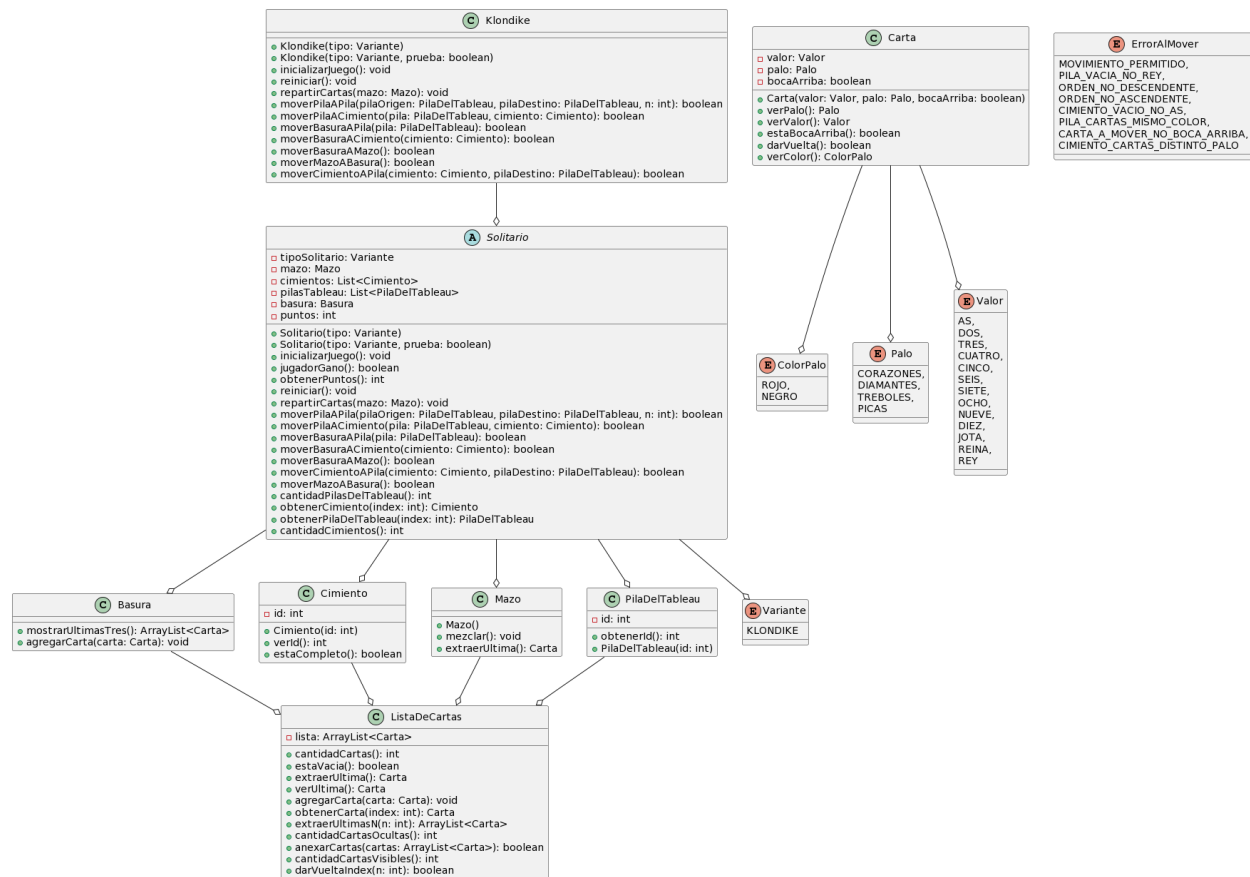 C Klondike
Klondike(tipo: Variante)
Klondike(tipo: Variante, prueba: boolean)
inicializarJuego(): void
reiniciar(): void
repartirCartas(mazo: Mazo): void
moverPilaAPila(pilaOrigen: PilaDelTableau, pilaDestino: PilaDelTableau, n: int): boolean
moverPilaACimiento(pila: PilaDelTableau, cimiento: Cimiento): boolean
moverBasuraAPila(pila: PilaDelTableau): boolean
moverBasuraACimiento(cimiento: Cimiento): boolean
moverBasuraAMazo(): boolean
moverMazoABasura(): boolean
moverCimientoAPila(cimiento: Cimiento, pilaDestino: PilaDelTableau): boolean
C Carta
valor: Valor
palo: Palo
bocaArriba: boolean
Carta(valor: Valor, palo: Palo, bocaArriba: boolean)
verPalo(): Palo
verValor(): Valor
estaBocaArriba(): boolean
darVuelta(): boolean
verColor(): ColorPalo
E ErrorAlMover
MOVIMIENTO_PERMITIDO,
PILA_VACIA_NO_REY,
ORDEN_NO_DESCENDENTE,
ORDEN_NO_ASCENDENTE,
CIMIENTO_VACIO_NO_AS,
PILA_CARTAS_MISMO_COLOR,
CARTA_A_MOVER_NO_BOCA_ARRIBA,
CIMIENTO_CARTAS_DISTINTO_PALO
A Solitario
tipoSolitario: Variante
mazo: Mazo
cimientos: List<Cimiento>
pilasTableau: List<PilaDelTableau>
basura: Basura
puntos: int
Solitario(tipo: Variante)
Solitario(tipo: Variante, prueba: boolean)
inicializarJuego(): void
jugadorGano(): boolean
obtenerPuntos(): int
reiniciar(): void
repartirCartas(mazo: Mazo): void
moverPilaAPila(pilaOrigen: PilaDelTableau, pilaDestino: PilaDelTableau, n: int): boolean
moverPilaACimiento(pila: PilaDelTableau, cimiento: Cimiento): boolean
moverBasuraAPila(pila: PilaDelTableau): boolean
moverBasuraACimiento(cimiento: Cimiento): boolean
moverBasuraAMazo(): boolean
moverCimientoAPila(cimiento: Cimiento, pilaDestino: PilaDelTableau): boolean
moverMazoABasura(): boolean
cantidadPilasDelTableau(): int
obtenerCimiento(index: int): Cimiento
obtenerPilaDelTableau(index: int): PilaDelTableau
cantidadCimientos(): int
E ColorPalo
ROJO,
NEGRO
E Palo
CORAZONES,
DIAMANTES,
TREBOLES,
PICAS
E Valor
AS,
DOS,
TRES,
CUATRO,
CINCO,
SEIS,
SIETE,
OCHO,
NUEVE,
DIEZ,
JOTA,
REINA,
REY
C Basura
mostrarUltimasTres(): ArrayList<Carta>
agregarCarta(carta: Carta): void
C Cimiento
id: int
Cimiento(id: int)
verId(): int
estaCompleto(): boolean
C Mazo
Mazo()
mezclar(): void
extraerUltima(): Carta
C PilaDelTableau
id: int
obtenerId(): int
PilaDelTableau(id: int)
E Variante
KLONDIKE
C ListaDeCartas
lista: ArrayList<Carta>
cantidadCartas(): int
estaVacia(): boolean
extraerUltima(): Carta
verUltima(): Carta
agregarCarta(carta: Carta): void
obtenerCarta(index: int): Carta
extraerUltimasN(n: int): ArrayList<Carta>
cantidadCartasOcultas(): int
anexarCartas(cartas: ArrayList<Carta>): boolean
cantidadCartasVisibles(): int
darVueltaIndex(n: int): boolean